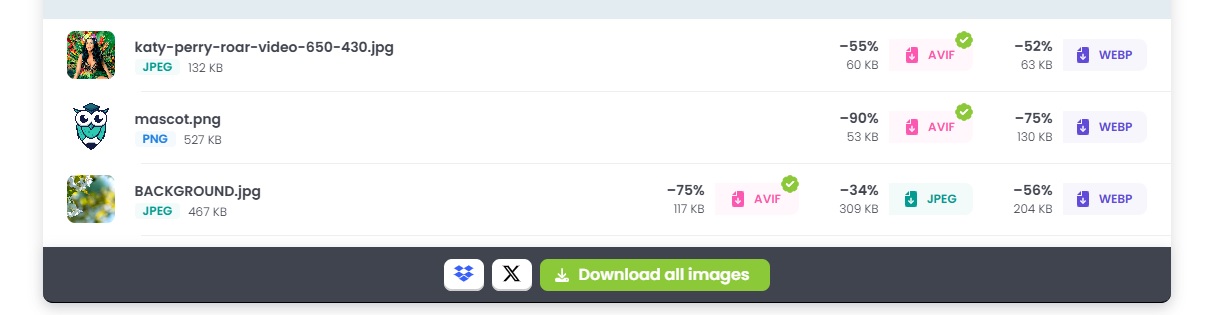 katy-perry-roar-video-650-430.jpg
JPEG 132 KB
−55%
60 KB
AVIF
−52%
63 KB
WEBP
mascot.png
PNG 527 KB
−90%
53 KB
AVIF
−75%
130 KB
WEBP
BACKGROUND.jpg
JPEG 467 KB
−75%
117 KB
AVIF
−34%
309 KB
JPEG
−56%
204 KB
WEBP
Download all images